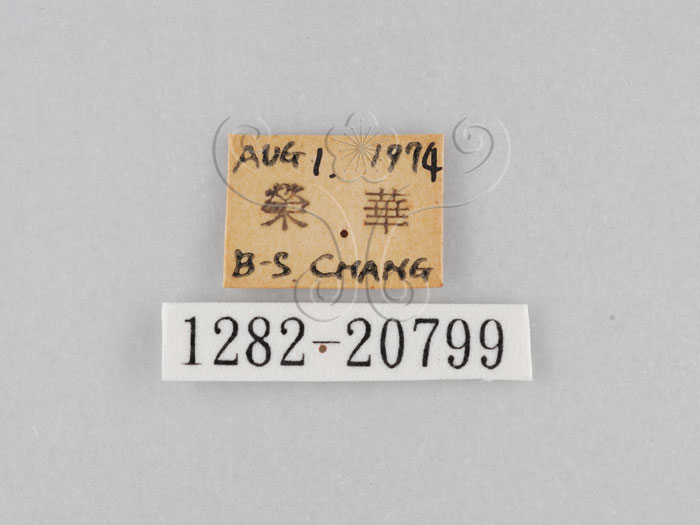 AUG 1. 1974
榮 華
B-S. CHANG
1282-20799